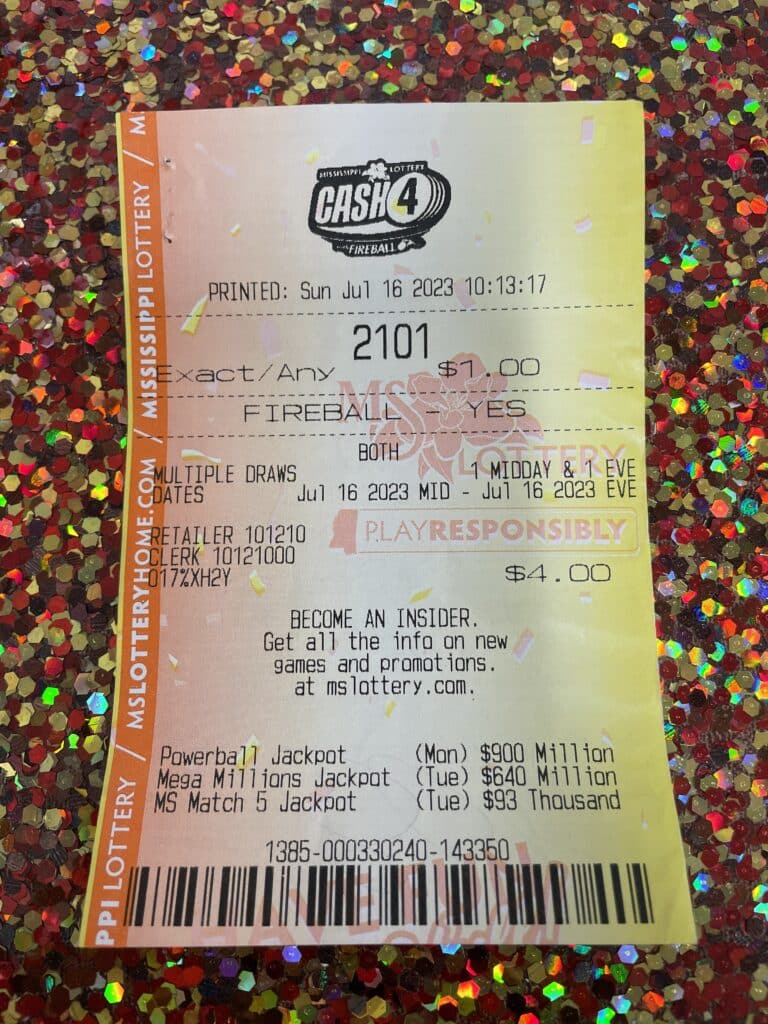 MISSISSIPPI LOTTERY
CASH 4
FIREBALL
PRINTED: Sun Jul 16 2023 10:13:17
2101
Exact/Any $1.00
FIREBALL - YES
MS
LOTTERY
BOTH
MULTIPLE DRAWS 1 MIDDAY & 1 EVE
DATES Jul 16 2023 MID - Jul 16 2023 EVE
PLAY RESPONSIBLY
RETAILER 101210
CLERK 10121000
017%XH2Y
$4.00
BECOME AN INSIDER.
Get all the info on new
games and promotions.
at mslottery.com.
Powerball Jackpot (Mon) $900 Million
Mega Millions Jackpot (Tue) $640 Million
MS Match 5 Jackpot (Tue) $93 Thousand
1385-000330240-143350
PPI LOTTERY / MSLOTTERYHOME.COM / MISSISSIPPI LOTTERY / M